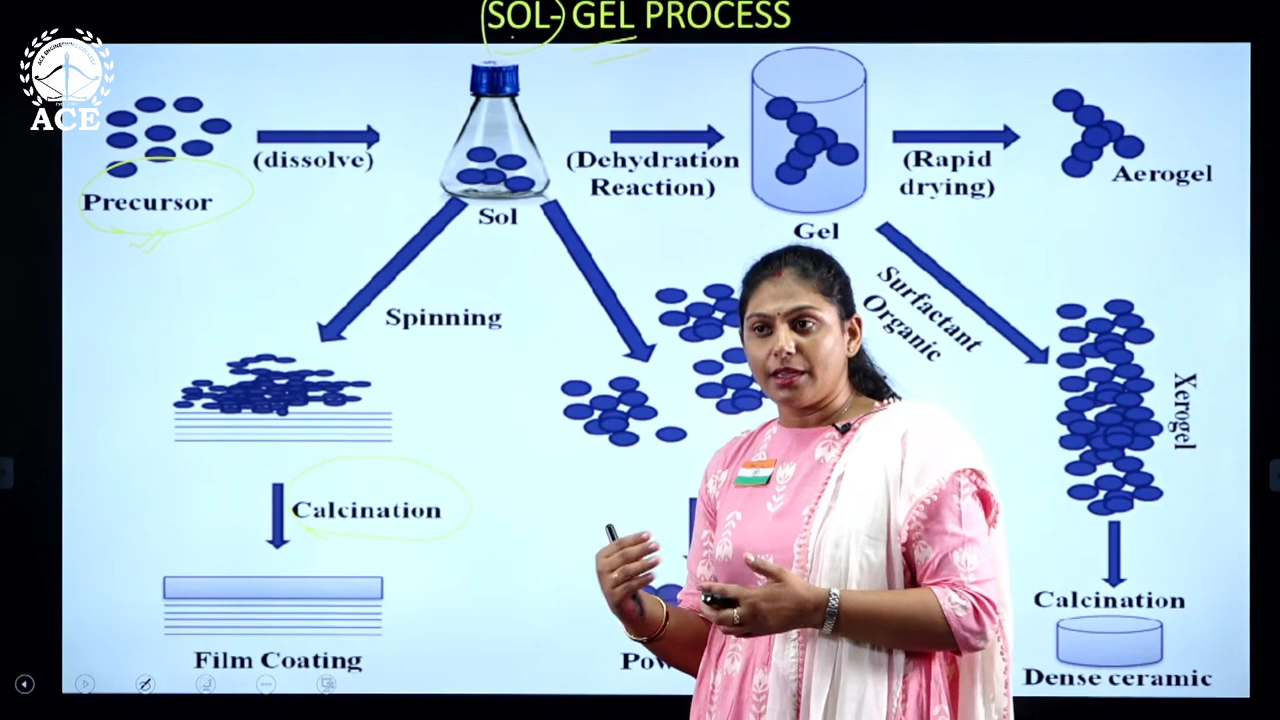 SOL- GEL PROCESS
ACE
(dissolve)
(Dehydration
Reaction)
(Rapid
drying)
Aerogel
Precursor
Sol
Gel
Spinning
Surfactant
Organic
Xerogel
Calcination
Calcination
Film Coating
Dense ceramic